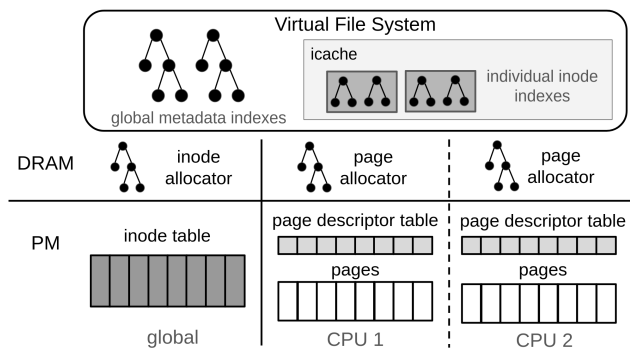 Virtual File System
icache
individual inode
indexes
global metadata indexes
DRAM
inode
allocator
page
allocator
page
allocator
PM
inode table
page descriptor table
page descriptor table
pages
pages
global
CPU 1
CPU 2